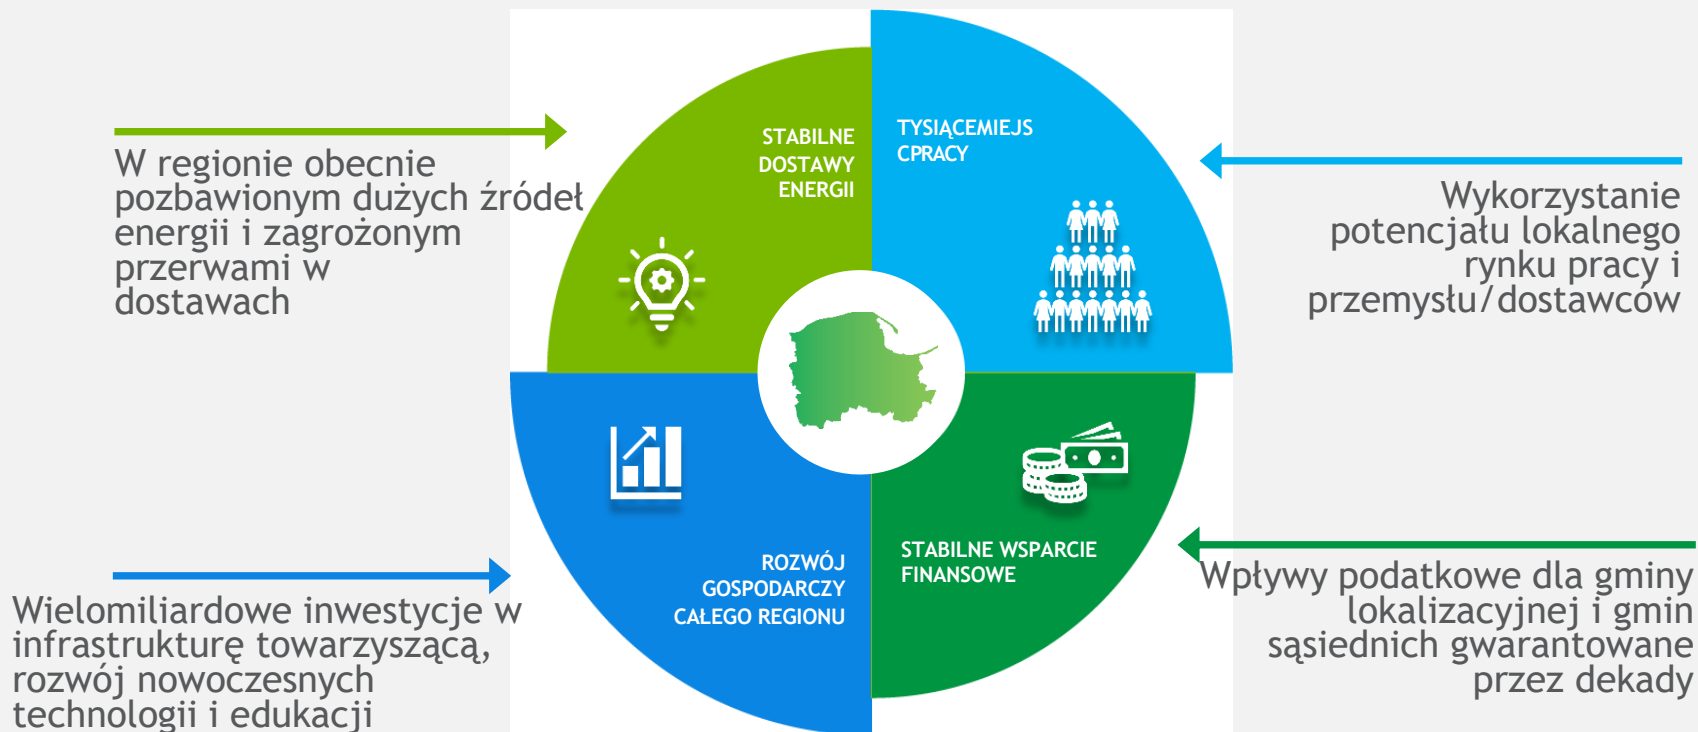 STABILNE
DOSTAWY
ENERGII
W regionie obecnie
pozbawionym dużych źródeł
energii i zagrożonym
przerwami w
dostawach
TYSIĄCEMIEJS
CPRACY
Wykorzystanie
potencjału lokalnego
rynku pracy i
przemysłu/dostawców
ROZWÓJ
GOSPODARCZY
CAŁEGO REGIONU
Wielomiliardowe inwestycje w
infrastrukturę towarzyszącą,
rozwój nowoczesnych
technologii i edukacji
STABILNE WSPARCIE
FINANSOWE
Wpływy podatkowe dla gminy
lokalizacyjnej i gmin
sąsiednich gwarantowane
przez dekady